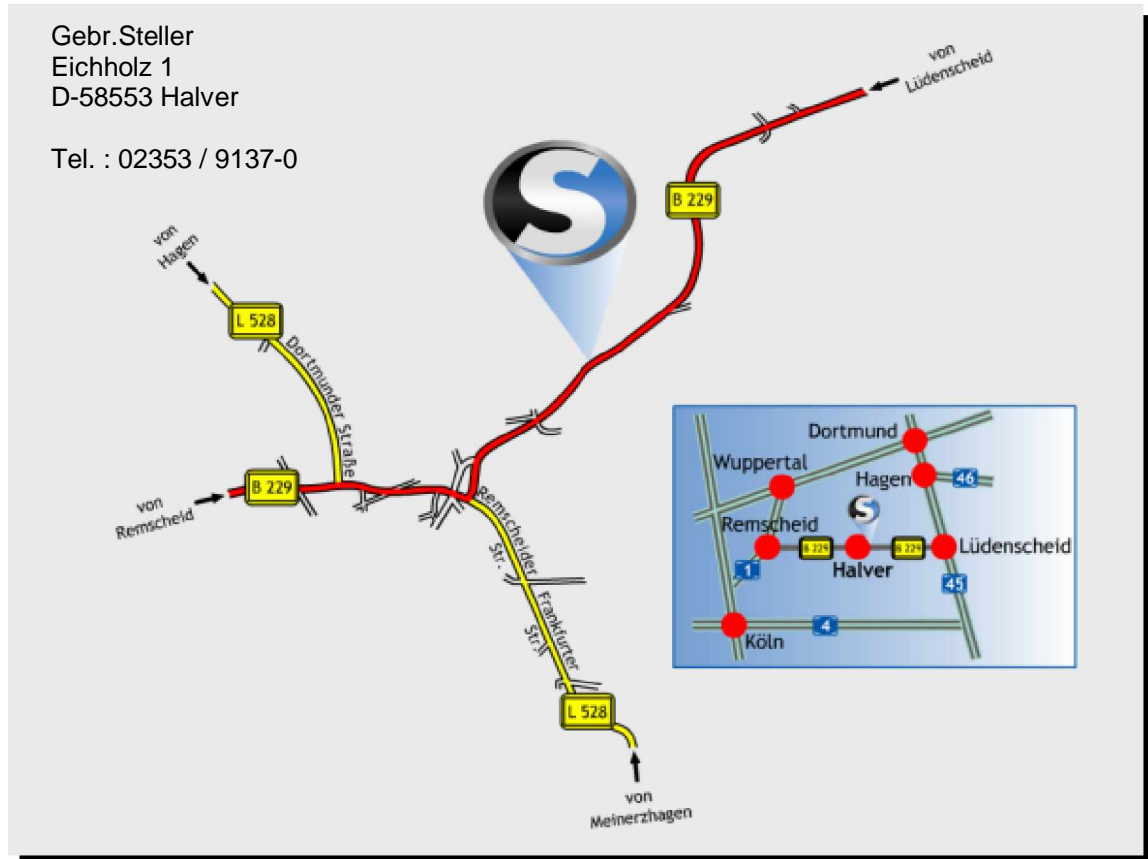 Gebr.Steller
Eichholz 1
D-58553 Halver
Tel. : 02353 / 9137-0
von
Lüdenscheid
S
B 229
von
Hagen
L 528
Dortmunder Straße
B 229
von
Remscheid
Remscheider
Str.
Frankfurter
Str.
L 528
von
Meinerzhagen
Dortmund
Wuppertal
Hagen
46
S
Remscheid
B 229
B 229
Lüdenscheid
Halver
1
45
4
Köln